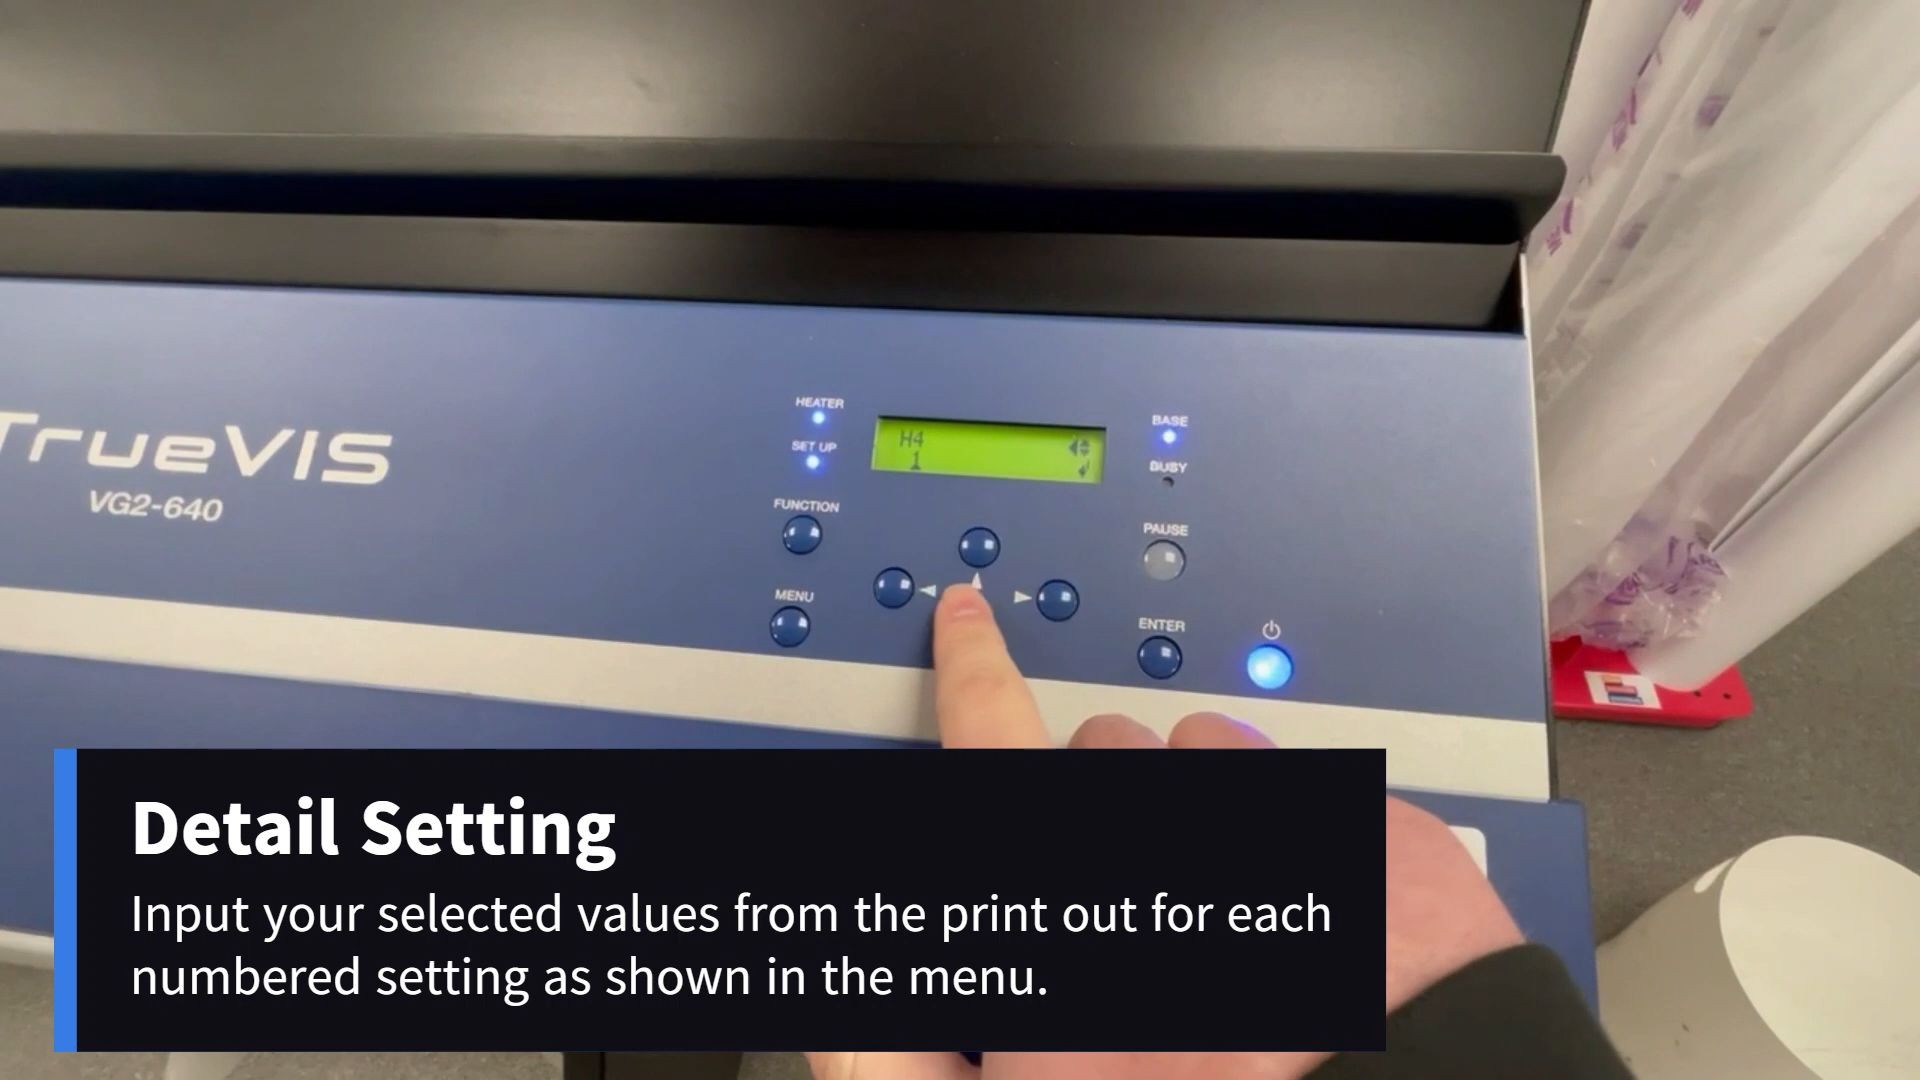 HEATER
SET UP
H4
1
BASE
BUSY
TrueVIS
VG2-640
FUNCTION
PAUSE
MENU
ENTER
Detail Setting
Input your selected values from the print out for each
numbered setting as shown in the menu.